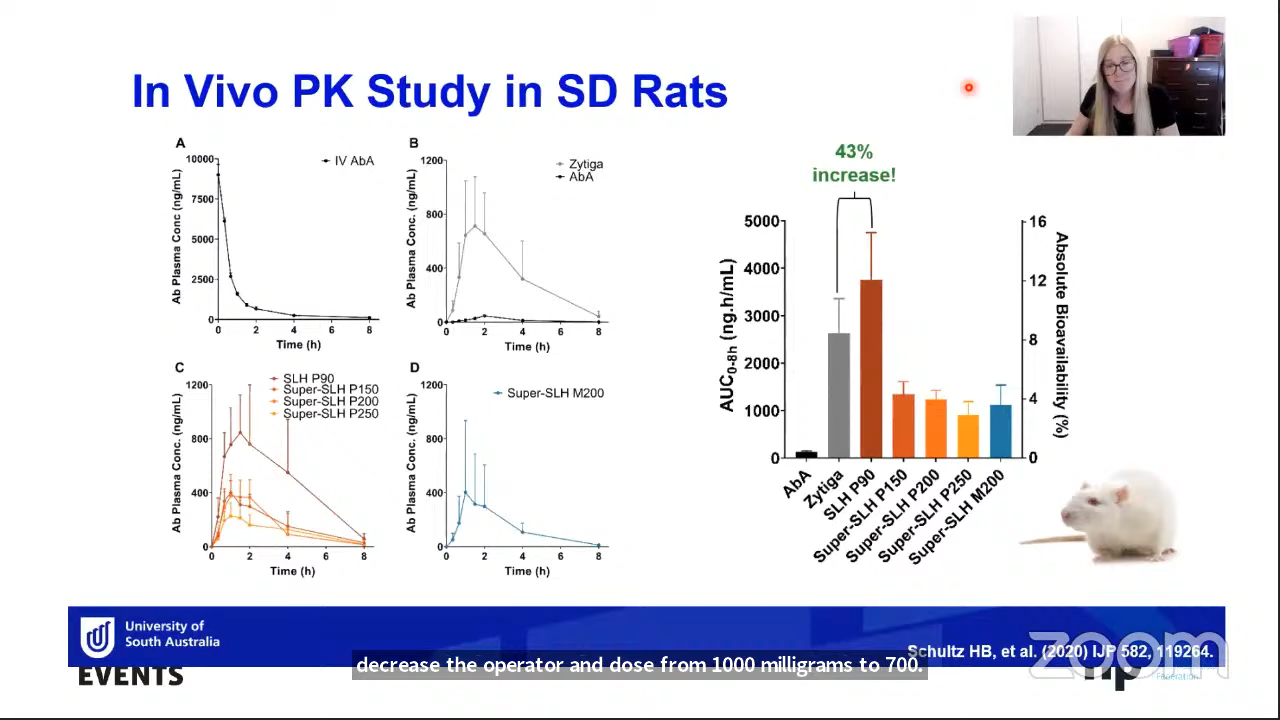 In Vivo PK Study in SD Rats
43%
increase!
A
10000
7500
5000
2500
0
Ab Plasma Conc (ng/mL)
IV AbA
0 2 4 6 8
Time (h)
B
1200
800
400
0
Ab Plasma Conc. (ng/mL)
Zytiga
AbA
0 2 4 6 8
Time (h)
C
1200
800
400
0
Ab Plasma Conc. (ng/mL)
SLH P90
Super-SLH P150
Super-SLH P200
Super-SLH P250
0 2 4 6 8
Time (h)
D
1200
800
400
0
Ab Plasma Conc. (ng/mL)
Super-SLH M200
0 2 4 6 8
Time (h)
5000
4000
3000
2000
1000
0
AUC0-8h (ng.h/mL)
16
12
8
4
0
Absolute Bioavailability (%)
AbA
Zytiga
SLH P90
Super-SLH P150
Super-SLH P200
Super-SLH P250
Super-SLH M200
University of
South Australia
Schultz HB, et al. (2020) IJP 582, 119264.
zoom
EVENTS
decrease the operator and dose from 1000 milligrams to 700.
Federation